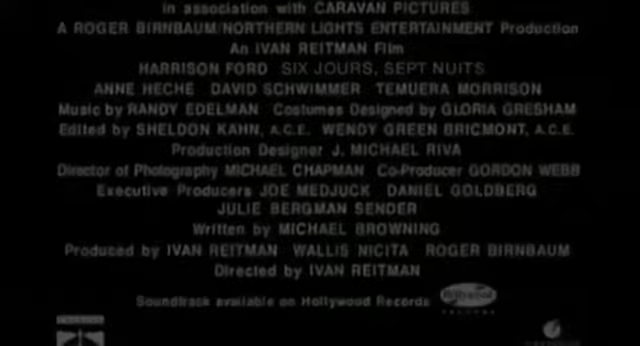 In association with CARAVAN PICTURES
A ROGER BIRNBAUM/NORTHERN LIGHTS ENTERTAINMENT Production
An IVAN REITMAN Film
HARRISON FORD SIX JOURS, SEPT NUITS
ANNE HECHE DAVID SCHWIMMER TEMUERA MORRISON
Music by RANDY EDELMAN Costumes Designed by GLORIA GRESHAM
Edited by SHELDON KAHN, A.C.E. WENDY GREEN BRICMONT, A.C.E.
Production Designer J. MICHAEL RIVA
Director of Photography MICHAEL CHAPMAN Co-Producer GORDON WEBB
Executive Producers JOE MEDJUCK DANIEL GOLDBERG
JULIE BERGMAN SENDER
Written by MICHAEL BROWNING
Produced by IVAN REITMAN WALLIS NICITA ROGER BIRNBAUM
Directed by IVAN REITMAN
Soundtrack available on Hollywood Records
Hollywood
RECORDS